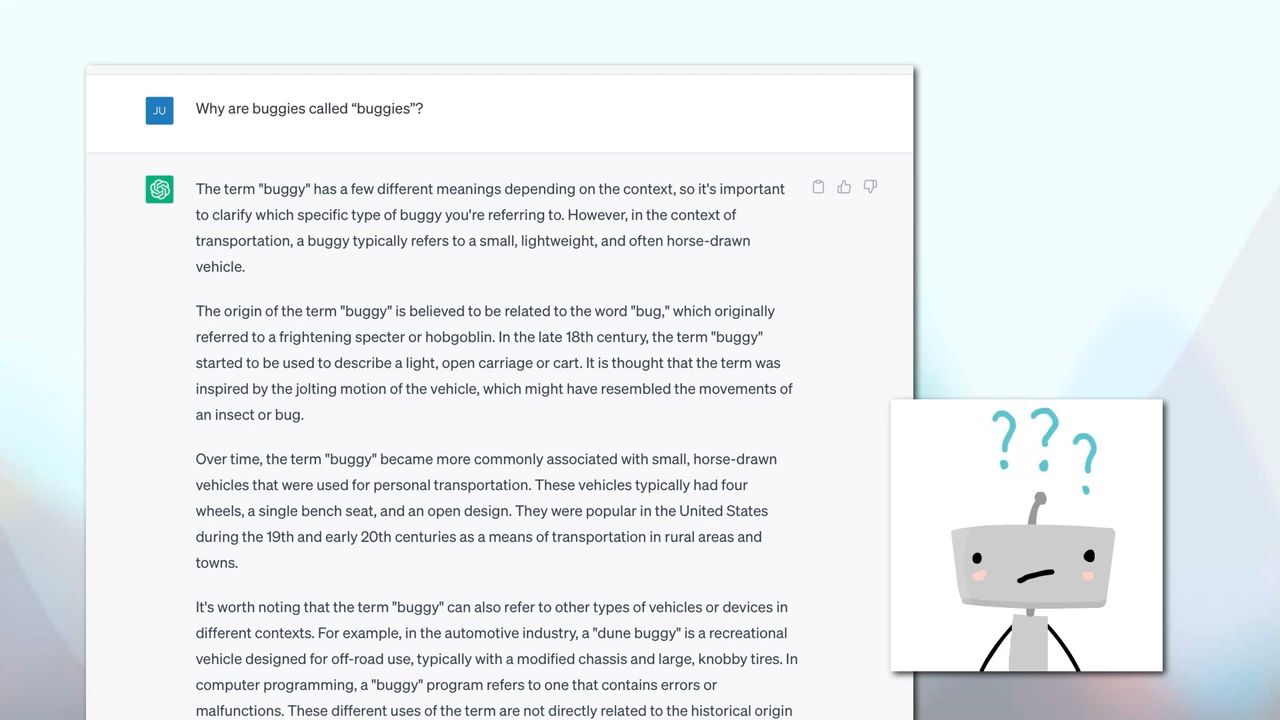 JU
Why are buggies called “buggies”?
The term "buggy" has a few different meanings depending on the context, so it's important
to clarify which specific type of buggy you're referring to. However, in the context of
transportation, a buggy typically refers to a small, lightweight, and often horse-drawn
vehicle.
The origin of the term "buggy" is believed to be related to the word "bug," which originally
referred to a frightening specter or hobgoblin. In the late 18th century, the term "buggy"
started to be used to describe a light, open carriage or cart. It is thought that the term was
inspired by the jolting motion of the vehicle, which might have resembled the movements of
an insect or bug.
Over time, the term "buggy" became more commonly associated with small, horse-drawn
vehicles that were used for personal transportation. These vehicles typically had four
wheels, a single bench seat, and an open design. They were popular in the United States
during the 19th and early 20th centuries as a means of transportation in rural areas and
towns.
It's worth noting that the term "buggy" can also refer to other types of vehicles or devices in
different contexts. For example, in the automotive industry, a "dune buggy" is a recreational
vehicle designed for off-road use, typically with a modified chassis and large, knobby tires. In
computer programming, a "buggy" program refers to one that contains errors or
malfunctions. These different uses of the term are not directly related to the historical origin
? ? ?